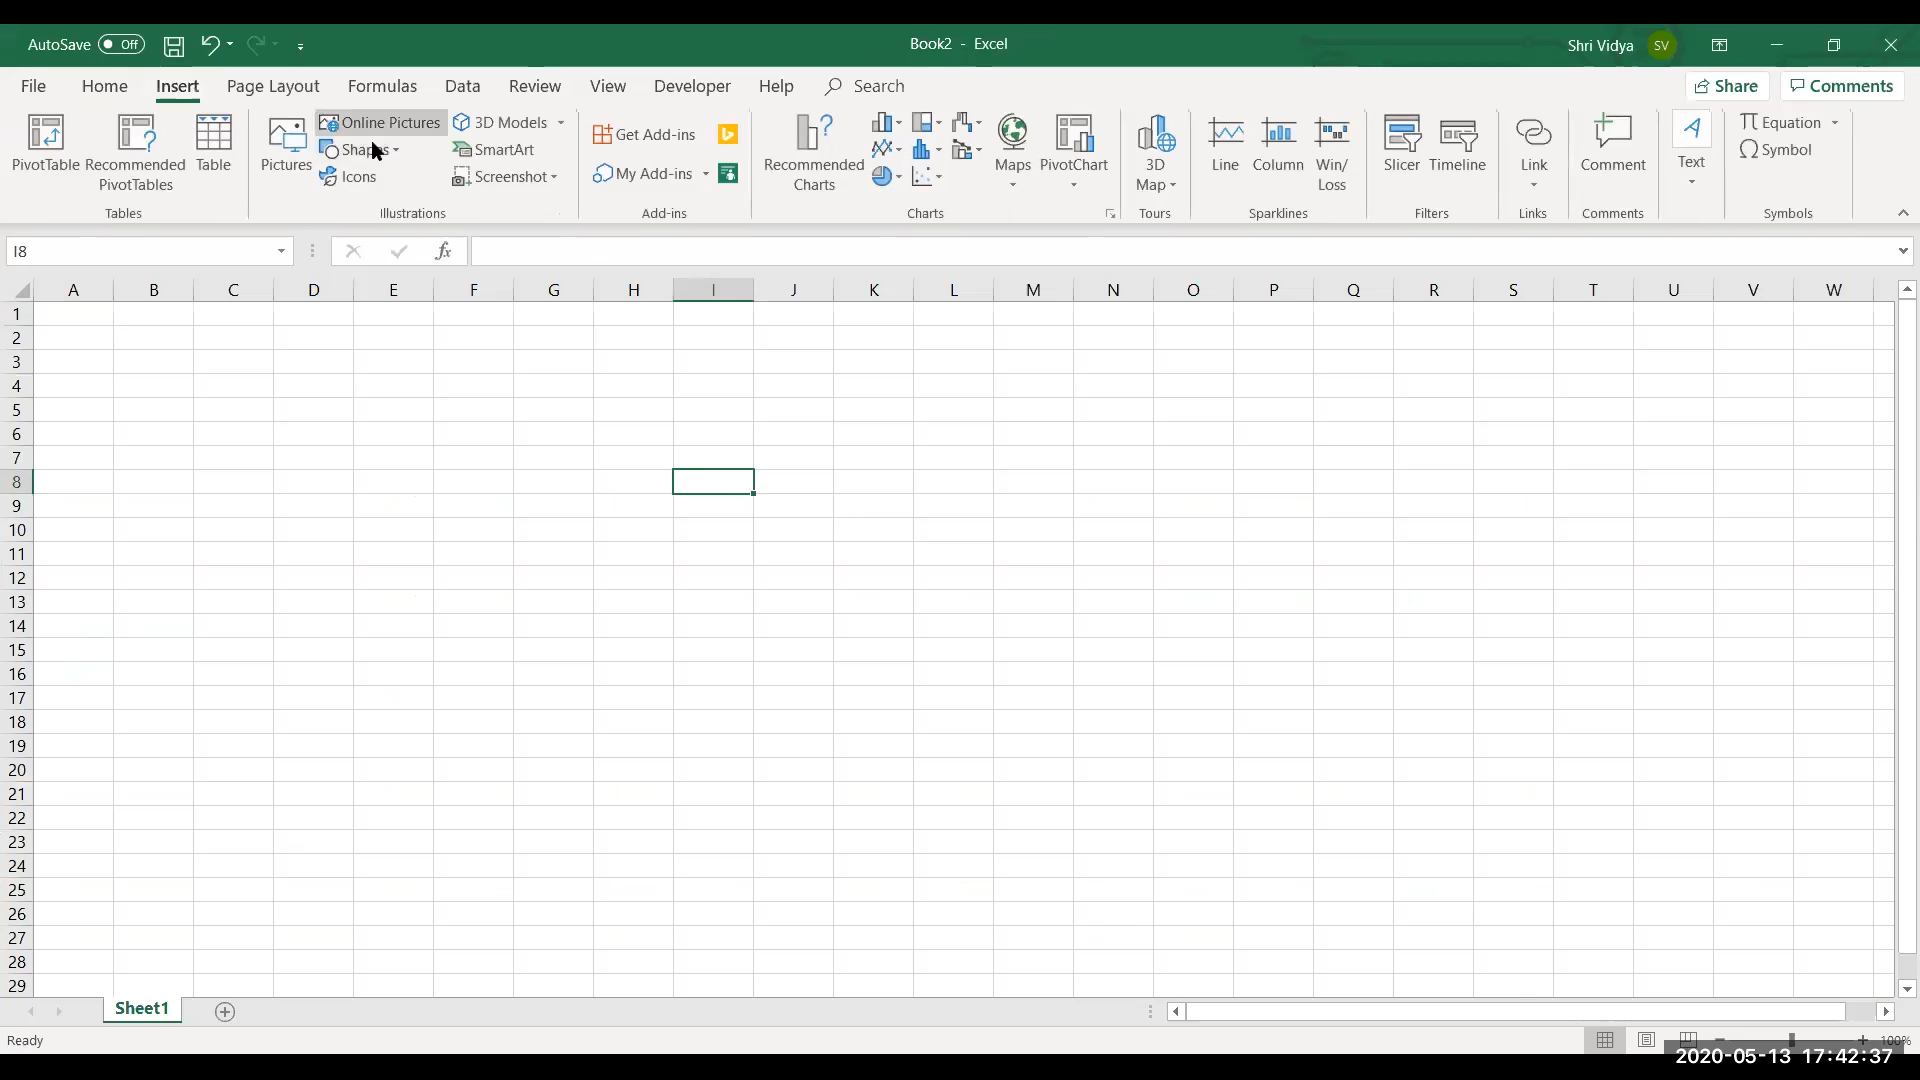 AutoSave Off
Book2 - Excel
Shri Vidya SV
File Home Insert Page Layout Formulas Data Review View Developer Help Search
Share Comments
PivotTable
Recommended
PivotTables
Table
Tables
Pictures
Online Pictures
Shapes
Icons
3D Models
SmartArt
Screenshot
Illustrations
Get Add-ins
My Add-ins
Add-ins
Recommended
Charts
Maps
PivotChart
Charts
3D
Map
Tours
Line
Column
Win/
Loss
Sparklines
Slicer
Timeline
Filters
Link
Links
Comment
Comments
Text
Equation
Symbol
Symbols
I8
fx
A B C D E F G H I J K L M N O P Q R S T U V W
1
2
3
4
5
6
7
8
9
10
11
12
13
14
15
16
17
18
19
20
21
22
23
24
25
26
27
28
29
Sheet1
Ready
100%
2020-05-13 17:42:37